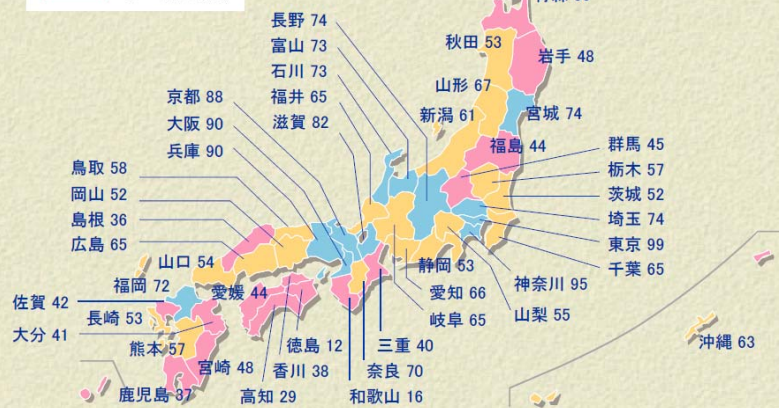 長野 74
富山 73
石川 73
福井 65
滋賀 82
京都 88
大阪 90
兵庫 90
鳥取 58
岡山 52
島根 36
広島 65
山口 54
福岡 72
佐賀 42
長崎 53
大分 41
熊本 57
宮崎 48
鹿児島 37
愛媛 44
徳島 12
香川 38
高知 29
三重 40
奈良 70
和歌山 16
秋田 53
岩手 48
山形 67
宮城 74
新潟 61
福島 44
群馬 45
栃木 57
茨城 52
埼玉 74
東京 99
千葉 65
神奈川 95
山梨 55
静岡 53
愛知 66
岐阜 65
沖縄 63